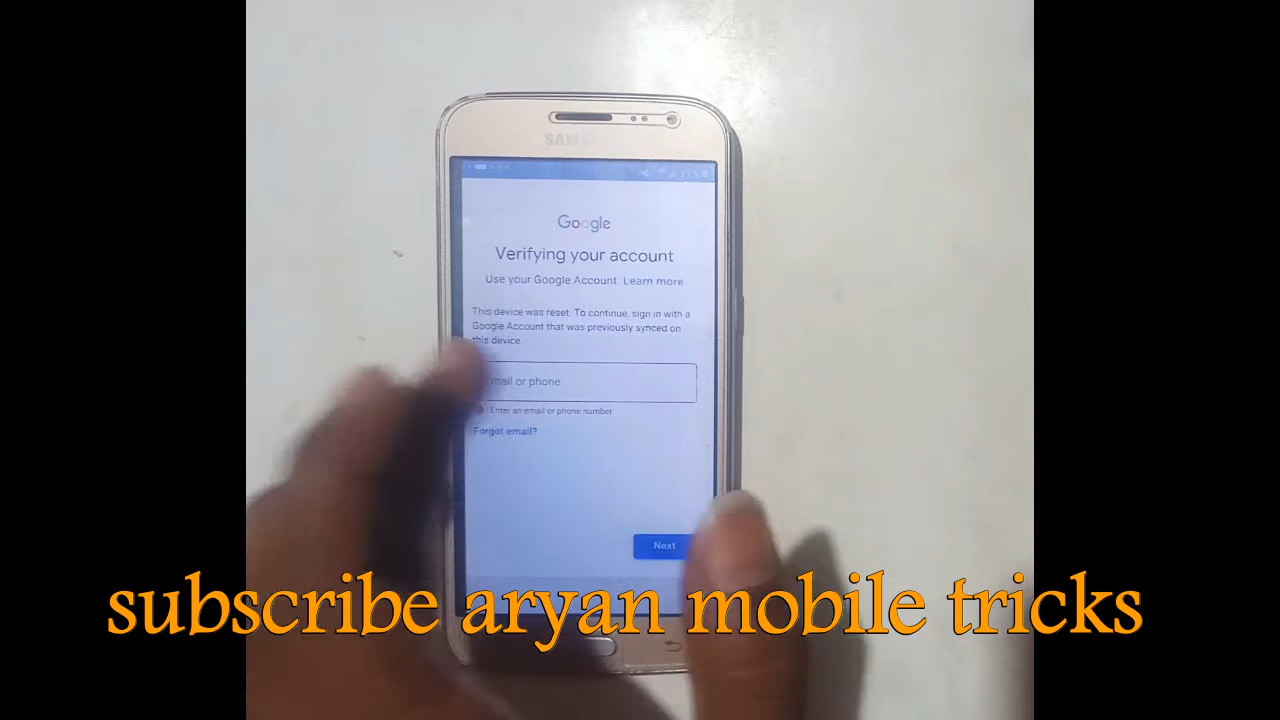 SAMSUNG
Google
Verifying your account
Use your Google Account. Learn more
This device was reset. To continue, sign in with a
Google Account that was previously synced on
this device.
mail or phone
Enter an email or phone number
Forgot email?
Next
subscribe aryan mobile tricks